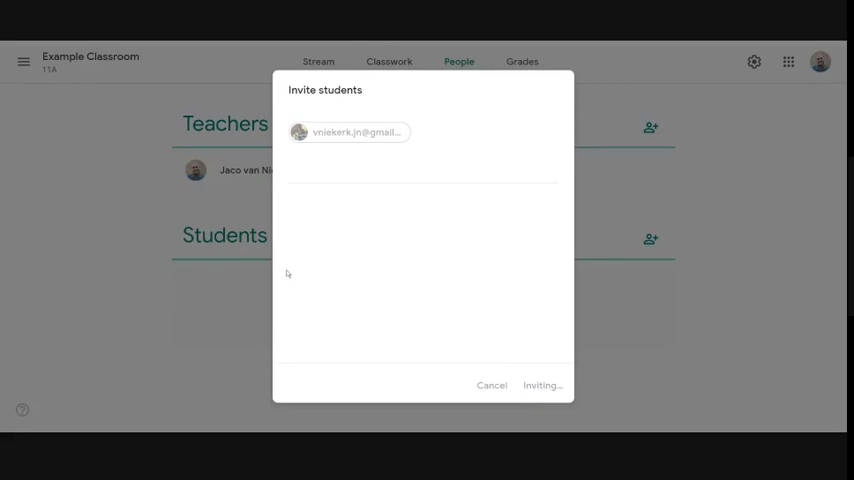 Example Classroom
11A
Stream Classwork People Grades
Invite students
vniekerk.jn@gmail...
Teachers
Jaco van Ni
Students
Cancel Inviting...